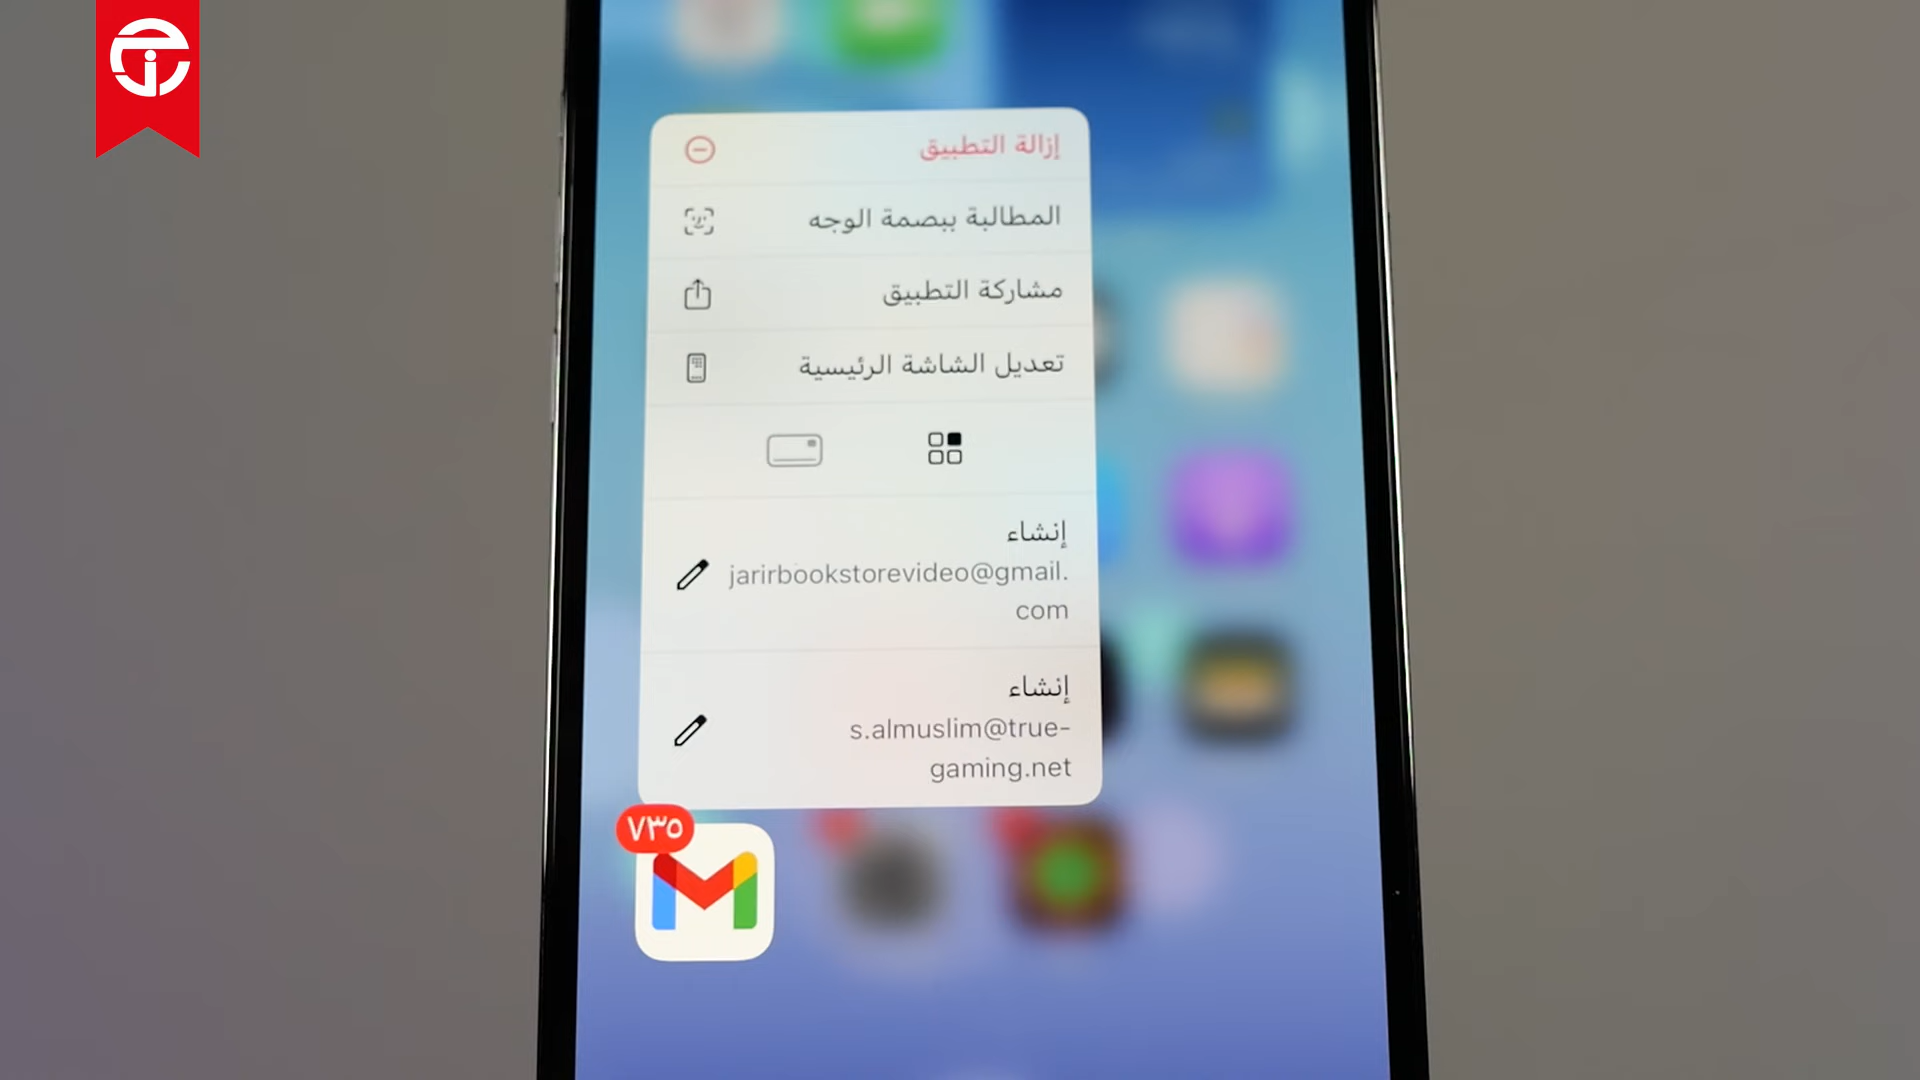 إزالة التطبيق
المطالبة ببصمة الوجه
مشاركة التطبيق
تعديل الشاشة الرئيسية
إنشاء
jarirbookstorevideo@gmail.
com
إنشاء
s.almuslim@true-
gaming.net
٧٣٥